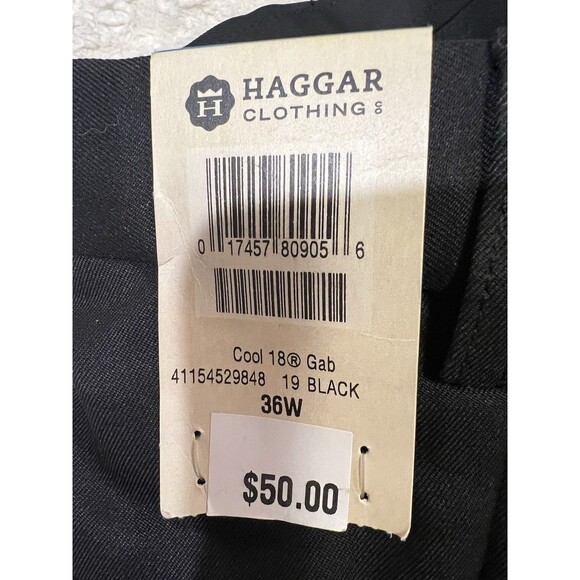 H HAGGAR
CLOTHING CO
0 17457 80905 6
Cool 18® Gab
41154529848 19 BLACK
36W
$50.00